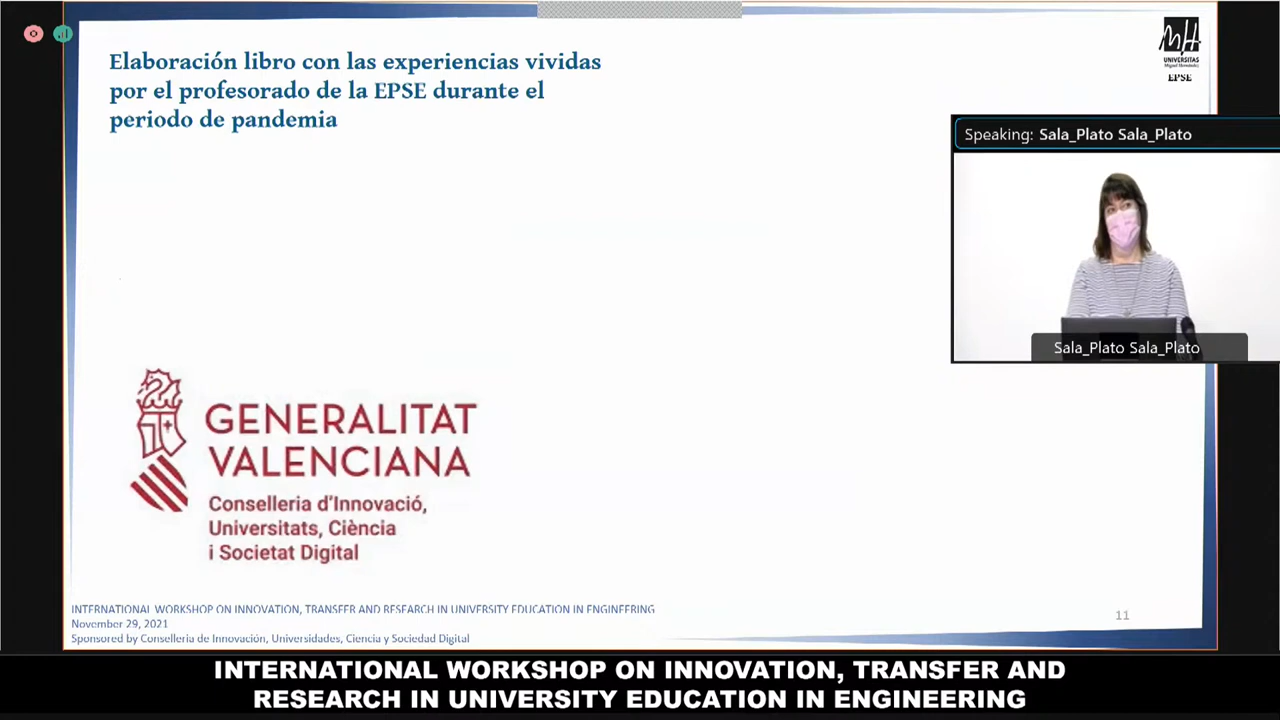 Elaboración libro con las experiencias vividas
por el profesorado de la EPSE durante el
periodo de pandemia
UNIVERSITAS
Miguel Hernández
EPSE
Speaking: Sala_Plato Sala_Plato
Sala_Plato Sala_Plato
GENERALITAT
VALENCIANA
Conselleria d'Innovació,
Universitats, Ciència
i Societat Digital
INTERNATIONAL WORKSHOP ON INNOVATION, TRANSFER AND RESEARCH IN UNIVERSITY EDUCATION IN ENGINEERING
November 29, 2021
Sponsored by Conselleria de Innovación, Universidades, Ciencia y Sociedad Digital
11
INTERNATIONAL WORKSHOP ON INNOVATION, TRANSFER AND
RESEARCH IN UNIVERSITY EDUCATION IN ENGINEERING